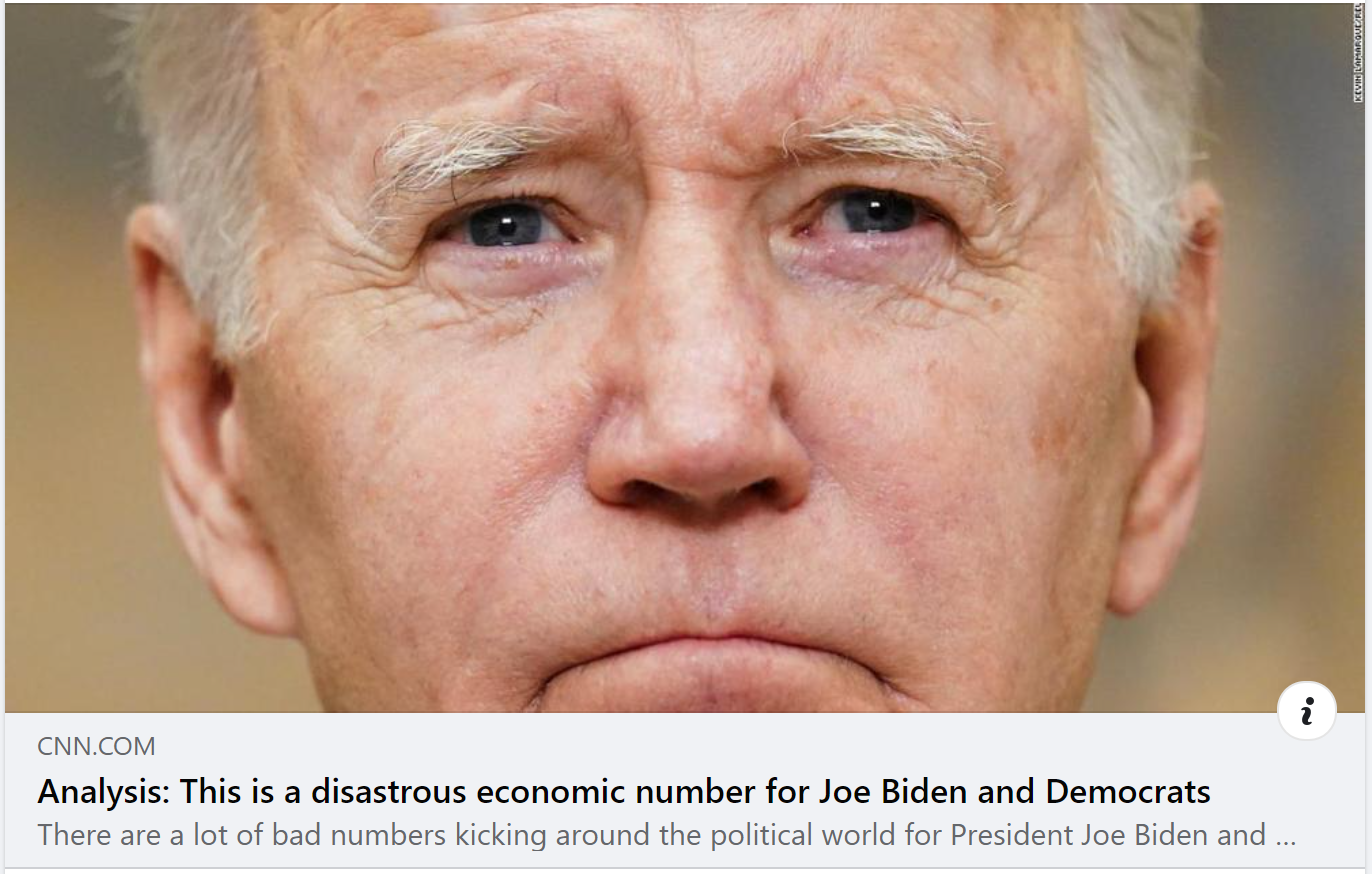 KEVIN LAMARQUE/REU
CNN.COM
Analysis: This is a disastrous economic number for Joe Biden and Democrats
There are a lot of bad numbers kicking around the political world for President Joe Biden and ...